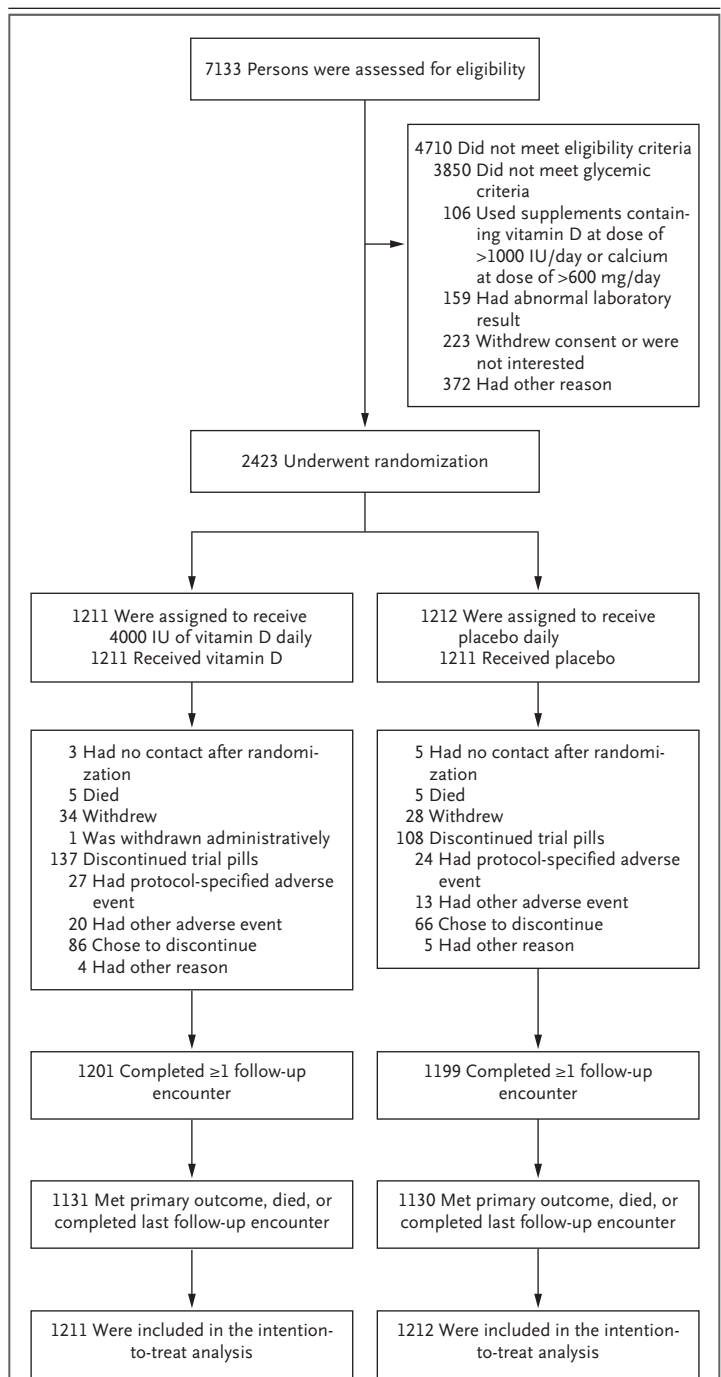 7133 Persons were assessed for eligibility
4710 Did not meet eligibility criteria
3850 Did not meet glycemic
criteria
106 Used supplements contain-
ing vitamin D at dose of
>1000 IU/day or calcium
at dose of >600 mg/day
159 Had abnormal laboratory
result
223 Withdrew consent or were
not interested
372 Had other reason
2423 Underwent randomization
1211 Were assigned to receive
4000 IU of vitamin D daily
1211 Received vitamin D
1212 Were assigned to receive
placebo daily
1211 Received placebo
3 Had no contact after randomi-
zation
5 Died
34 Withdrew
1 Was withdrawn administratively
137 Discontinued trial pills
27 Had protocol-specified adverse
event
20 Had other adverse event
86 Chose to discontinue
4 Had other reason
5 Had no contact after randomi-
zation
5 Died
28 Withdrew
108 Discontinued trial pills
24 Had protocol-specified adverse
event
13 Had other adverse event
66 Chose to discontinue
5 Had other reason
1201 Completed ≥1 follow-up
encounter
1199 Completed ≥1 follow-up
encounter
1131 Met primary outcome, died, or
completed last follow-up encounter
1130 Met primary outcome, died, or
completed last follow-up encounter
1211 Were included in the intention-
to-treat analysis
1212 Were included in the intention-
to-treat analysis